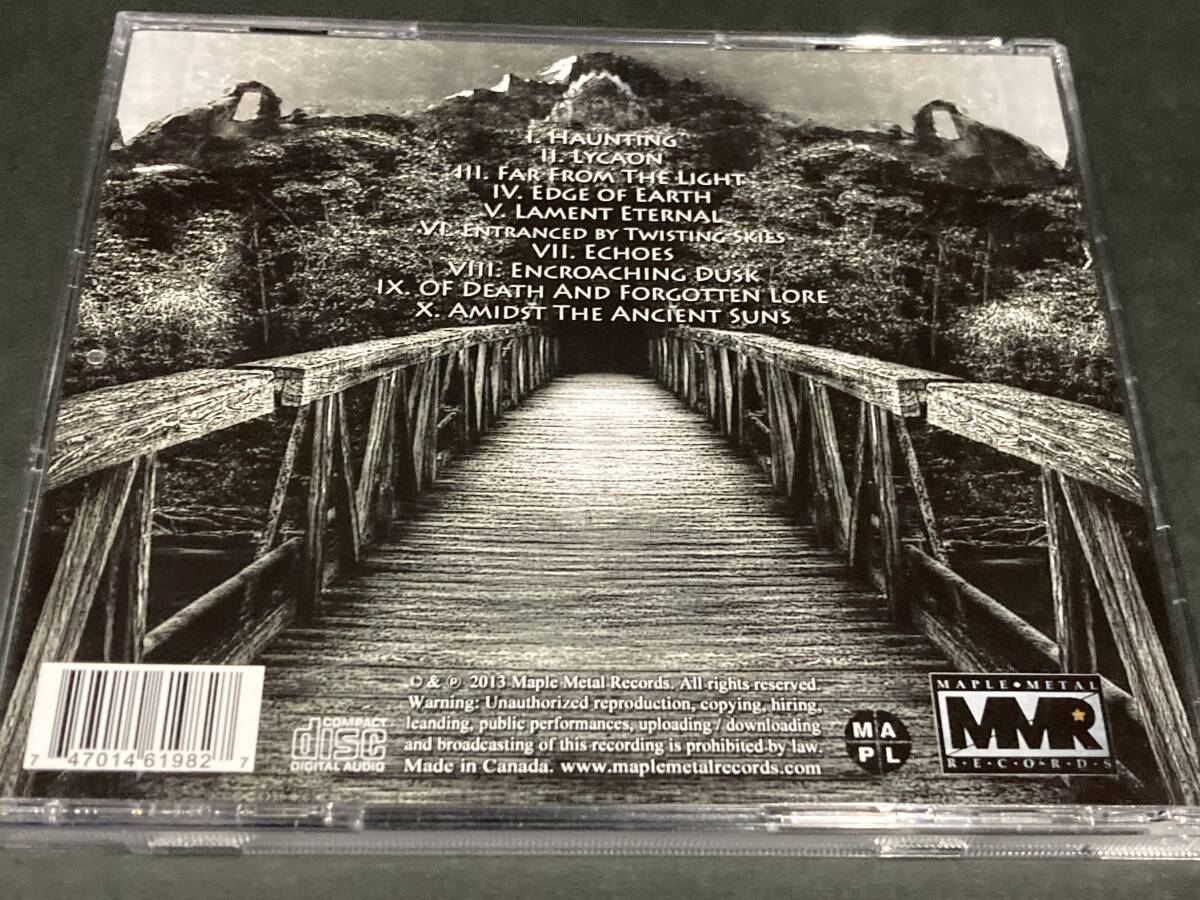 I. Haunting
II. Lycaon
III. Far From The Light
IV. Edge of Earth
V. Lament Eternal
VI. Entranced by Twisting Skies
VII. Echoes
VIII. Encroaching Dusk
IX. Of Death And Forgotten Lore
X. Amidst The Ancient Suns
© & ℗ 2013 Maple Metal Records. All rights reserved.
Warning: Unauthorized reproduction, copying, hiring,
leanding, public performances, uploading / downloading
and broadcasting of this recording is prohibited by law.
Made in Canada. www.maplemetalrecords.com
7 47014 61982 7
COMPACT
disc
DIGITAL AUDIO
MA
PL
MAPLE METAL
MMR
RECORDS